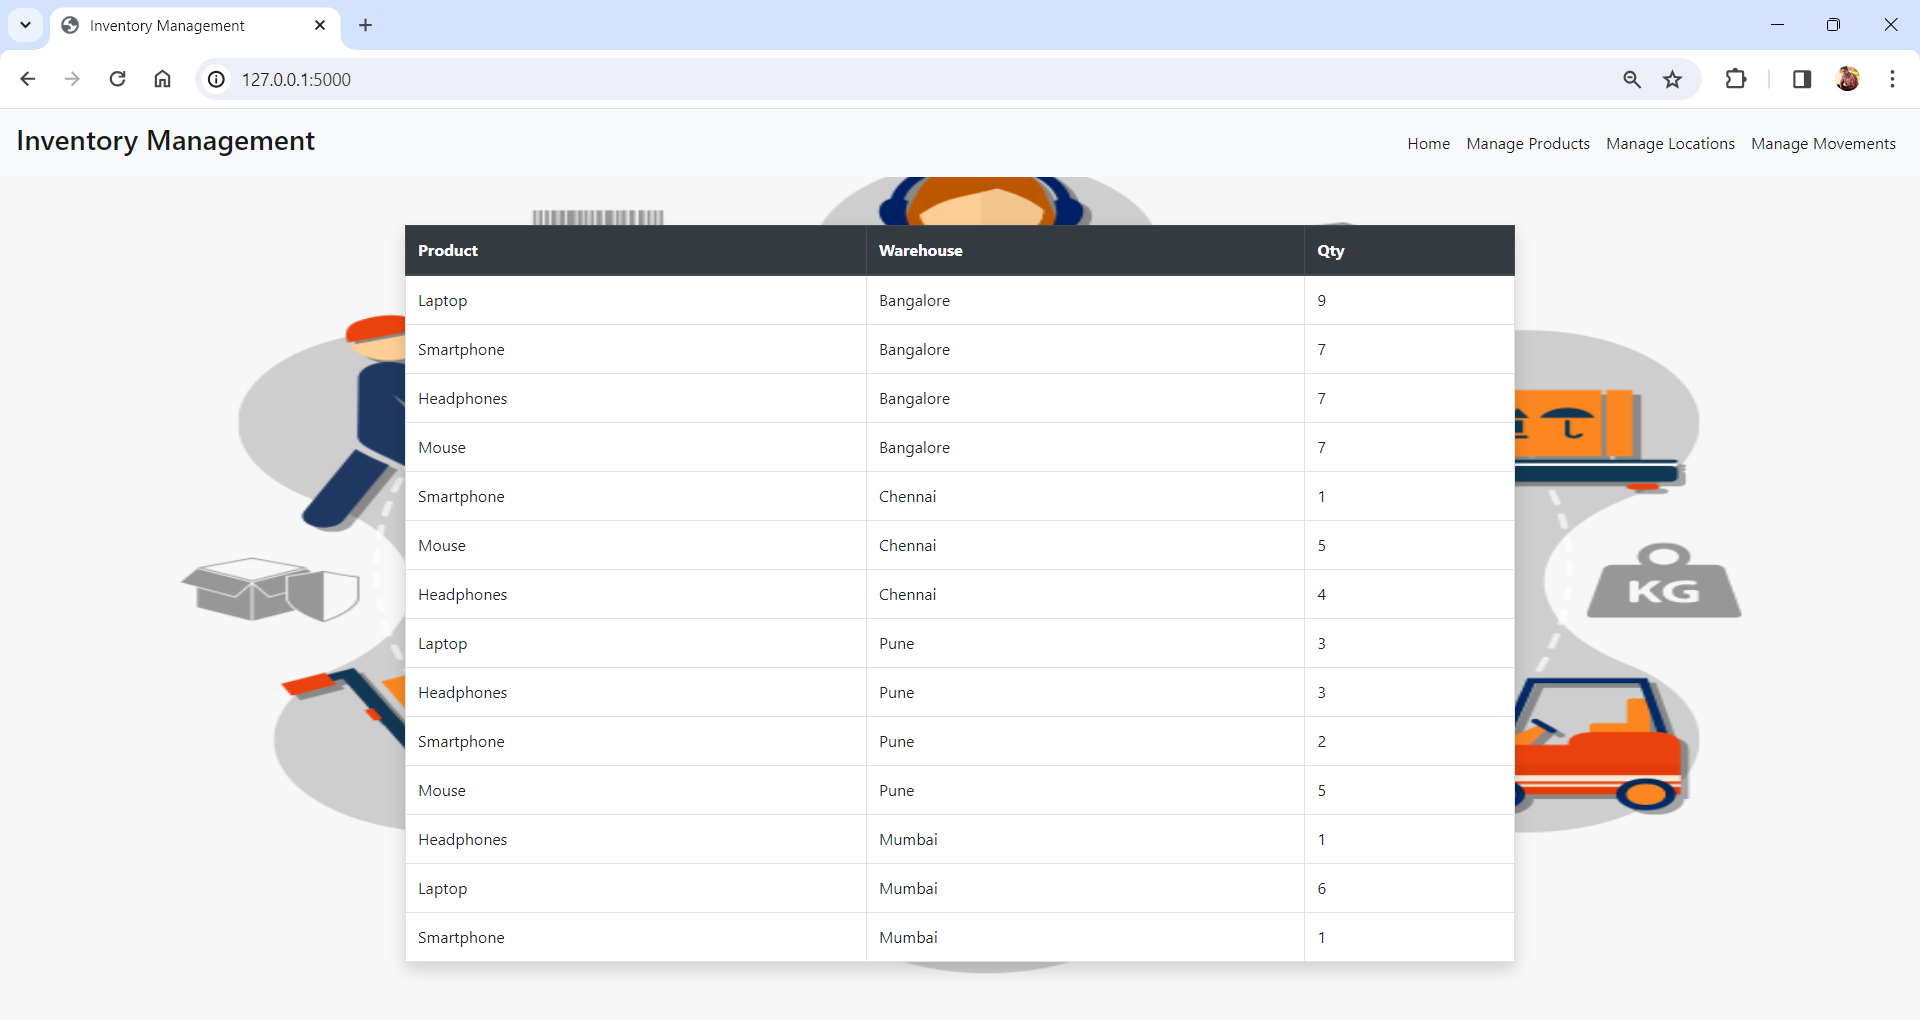 Inventory Management
127.0.0.1:5000
Inventory Management Home Manage Products Manage Locations Manage Movements
Product Warehouse Qty
Laptop Bangalore 9
Smartphone Bangalore 7
Headphones Bangalore 7
Mouse Bangalore 7
Smartphone Chennai 1
Mouse Chennai 5
Headphones Chennai 4
KG
Laptop Pune 3
Headphones Pune 3
Smartphone Pune 2
Mouse Pune 5
Headphones Mumbai 1
Laptop Mumbai 6
Smartphone Mumbai 1